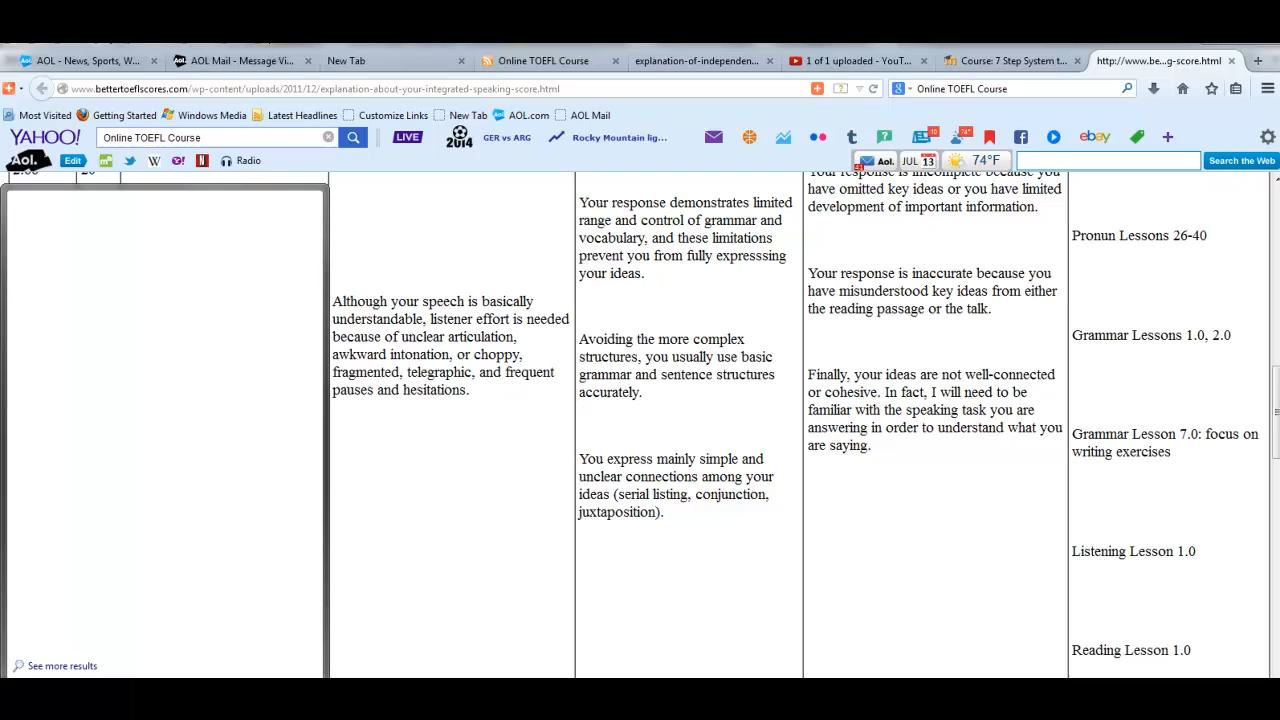 AOL - News, Sports, W...
AOL Mail - Message Vi...
New Tab
Online TOEFL Course
explanation-of-independen...
1 of 1 uploaded - YouT...
Course: 7 Step System t...
http://www.be...g-score.html
www.bettertoeflscores.com/wp-content/uploads/2011/12/explanation-about-your-integrated-speaking-score.html
Online TOEFL Course
Most Visited
Getting Started
Windows Media
Latest Headlines
Customize Links
New Tab
AOL.com
AOL Mail
YAHOO!
Online TOEFL Course
LIVE
2014
GER vs ARG
Rocky Mountain lig...
10
74°F
ebay
Aol.
Edit
Radio
Aol.
JUL 13
74°F
Search the Web
2.00 20
Although your speech is basically
understandable, listener effort is needed
because of unclear articulation,
awkward intonation, or choppy,
fragmented, telegraphic, and frequent
pauses and hesitations.
Your response demonstrates limited
range and control of grammar and
vocabulary, and these limitations
prevent you from fully expresssing
your ideas.
Avoiding the more complex
structures, you usually use basic
grammar and sentence structures
accurately.
You express mainly simple and
unclear connections among your
ideas (serial listing, conjunction,
juxtaposition).
Your response is incomplete because you
have omitted key ideas or you have limited
development of important information.
Your response is inaccurate because you
have misunderstood key ideas from either
the reading passage or the talk.
Finally, your ideas are not well-connected
or cohesive. In fact, I will need to be
familiar with the speaking task you are
answering in order to understand what you
are saying.
Pronun Lessons 26-40
Grammar Lessons 1.0, 2.0
Grammar Lesson 7.0: focus on
writing exercises
Listening Lesson 1.0
Reading Lesson 1.0
See more results